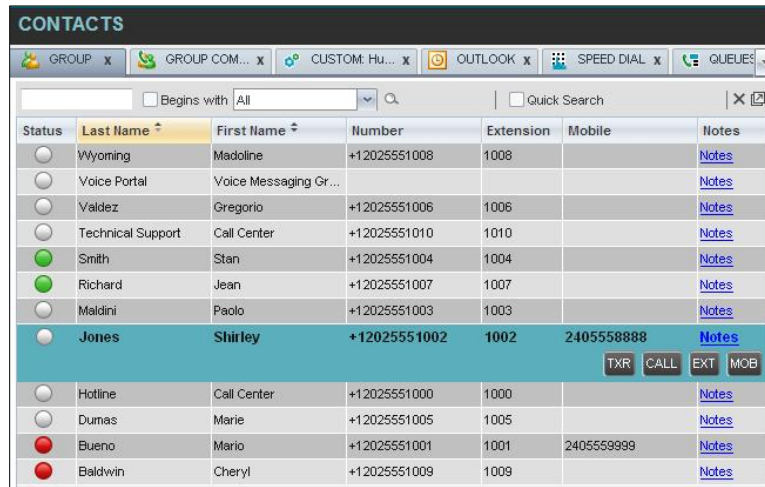 CONTACTS
GROUP X GROUP COM... X CUSTOM: Hu... X OUTLOOK X SPEED DIAL X QUEUES
Begins with All Quick Search
Status Last Name First Name Number Extension Mobile Notes
Wyoming Madoline +12025551008 1008 Notes
Voice Portal Voice Messaging Gr... Notes
Valdez Gregorio +12025551006 1006 Notes
Technical Support Call Center +12025551010 1010 Notes
Smith Stan +12025551004 1004 Notes
Richard Jean +12025551007 1007 Notes
Maldini Paolo +12025551003 1003 Notes
Jones Shirley +12025551002 1002 2405558888 Notes
TXR CALL EXT MOB
Hotline Call Center +12025551000 1000 Notes
Dumas Marie +12025551005 1005 Notes
Bueno Mario +12025551001 1001 2405559999 Notes
Baldwin Cheryl +12025551009 1009 Notes